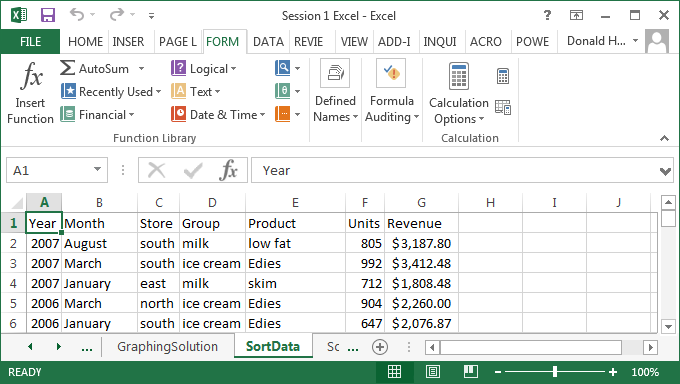 Session 1 Excel - Excel
FILE HOME INSER PAGE L FORM DATA REVIE VIEW ADD-I INQUI ACRO POWE Donald H...
fx
Insert
Function
Σ AutoSum
Recently Used
Financial
Logical
Text
Date & Time
Function Library
Defined
Names
Formula
Auditing
Calculation
Options
Calculation
A1 fx Year
A B C D E F G H I J
1 Year Month Store Group Product Units Revenue
2 2007 August south milk low fat 805 $3,187.80
3 2007 March south ice cream Edies 992 $3,412.48
4 2007 January east milk skim 712 $1,808.48
5 2006 March north ice cream Edies 904 $2,260.00
6 2006 January south ice cream Edies 647 $2,076.87
... GraphingSolution SortData Sc ...
READY 100%